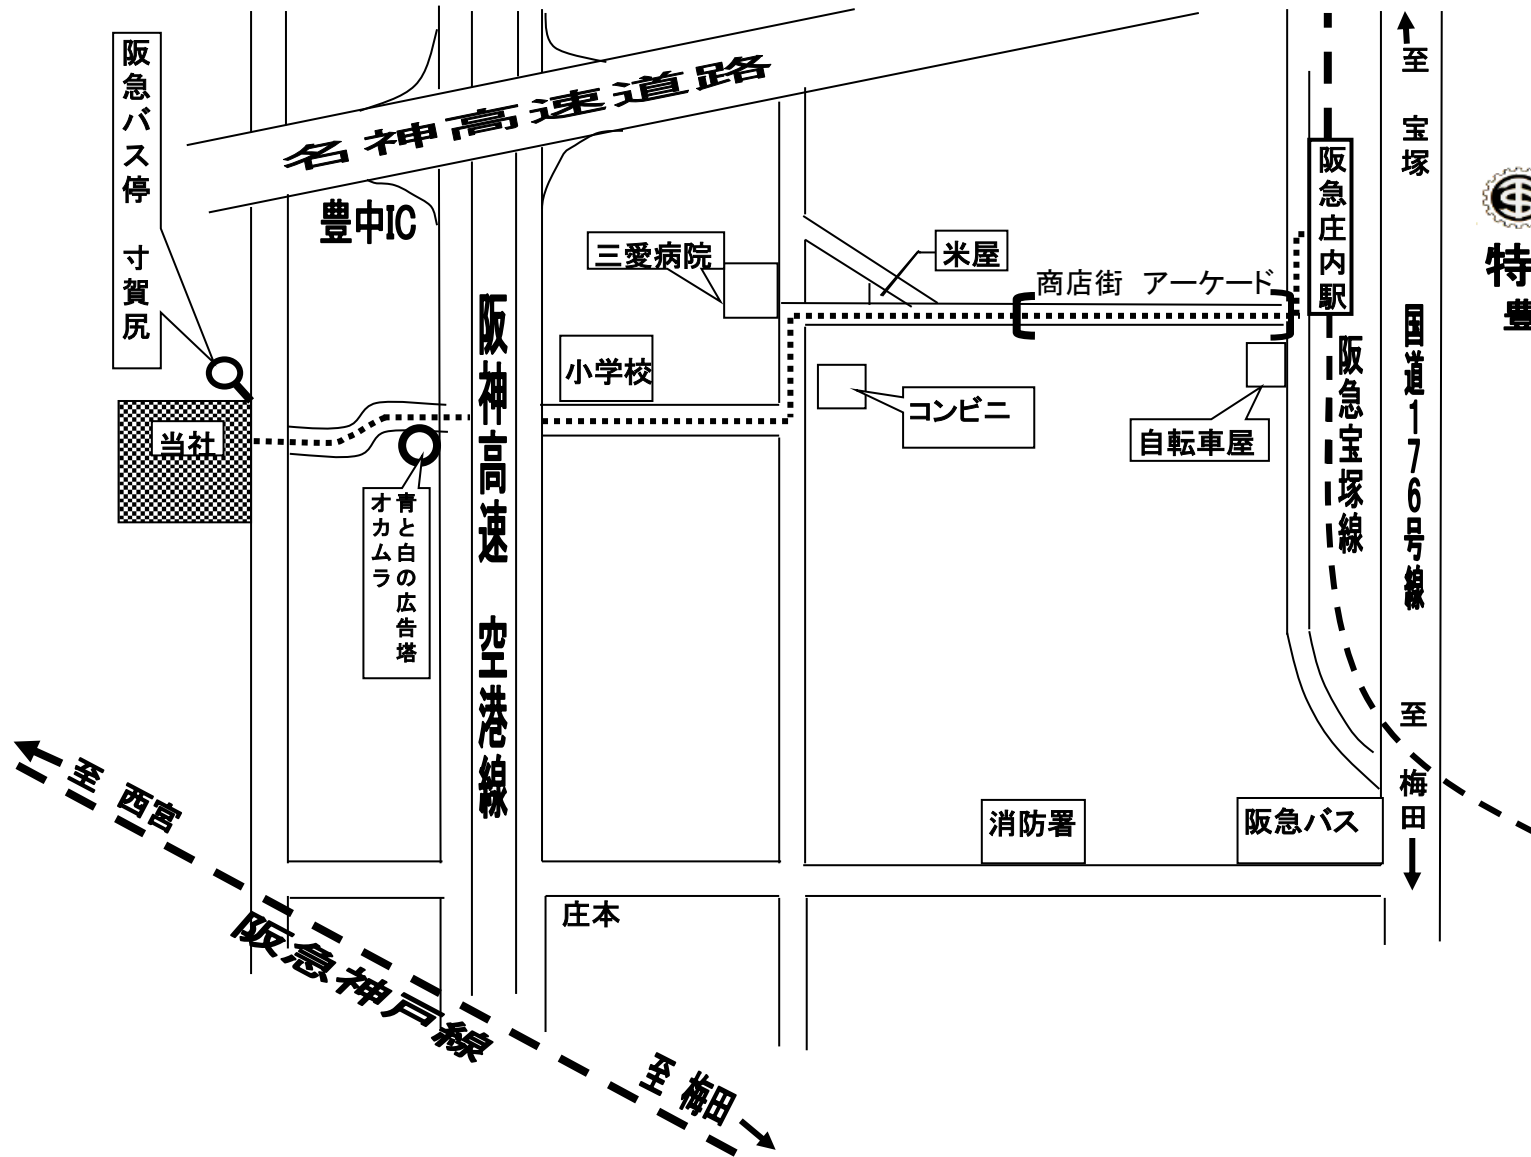 名神高速道路
阪急バス停　寸賀尻
豊中IC
三愛病院
米屋
商店街　アーケード
阪急庄内駅
至　宝塚
特
豊
小学校
コンビニ
自転車屋
当社
青と白の広告塔
オカムラ
阪神高速　空港線
阪急宝塚線
国道176号線
至　梅田
至　西宮
消防署
阪急バス
庄本
阪急神戸線
至　梅田